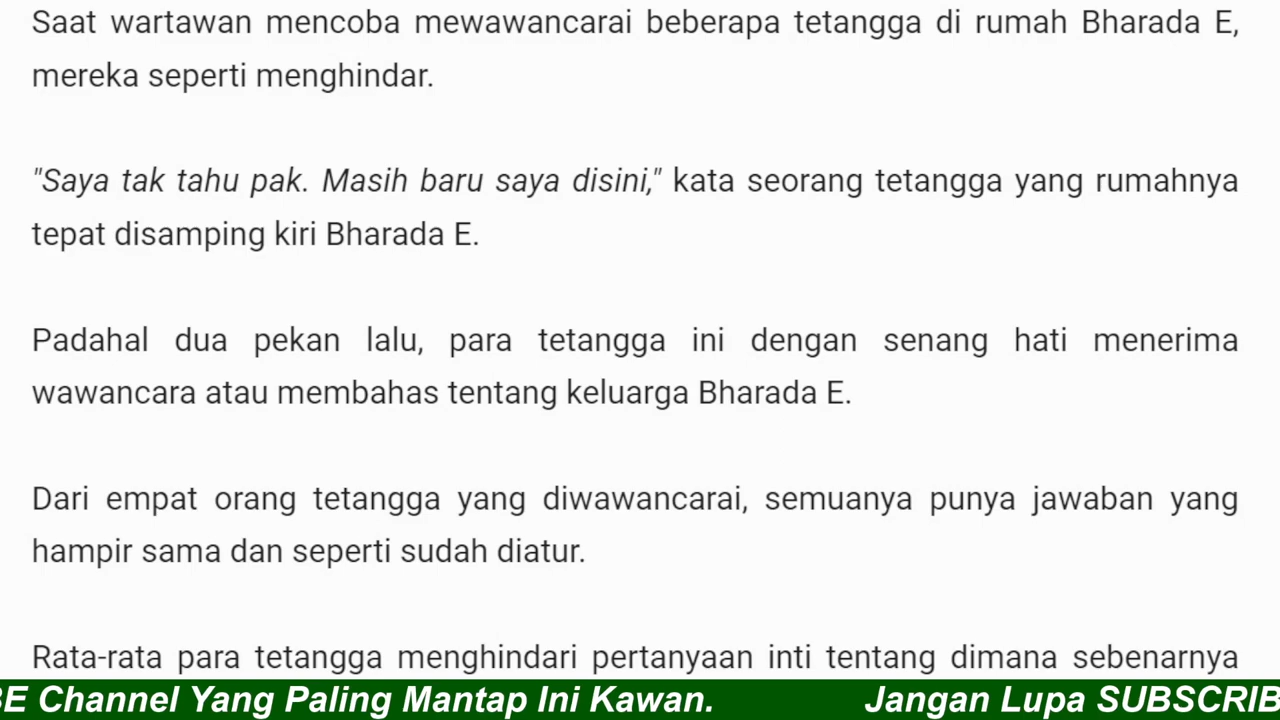 Saat wartawan mencoba mewawancarai beberapa tetangga di rumah Bharada E,
mereka seperti menghindar.
"Saya tak tahu pak. Masih baru saya disini," kata seorang tetangga yang rumahnya
tepat disamping kiri Bharada E.
Padahal dua pekan lalu, para tetangga ini dengan senang hati menerima
wawancara atau membahas tentang keluarga Bharada E.
Dari empat orang tetangga yang diwawancarai, semuanya punya jawaban yang
hampir sama dan seperti sudah diatur.
Rata-rata para tetangga menghindari pertanyaan inti tentang dimana sebenarnya
BE Channel Yang Paling Mantap Ini Kawan. Jangan Lupa SUBSCRIB